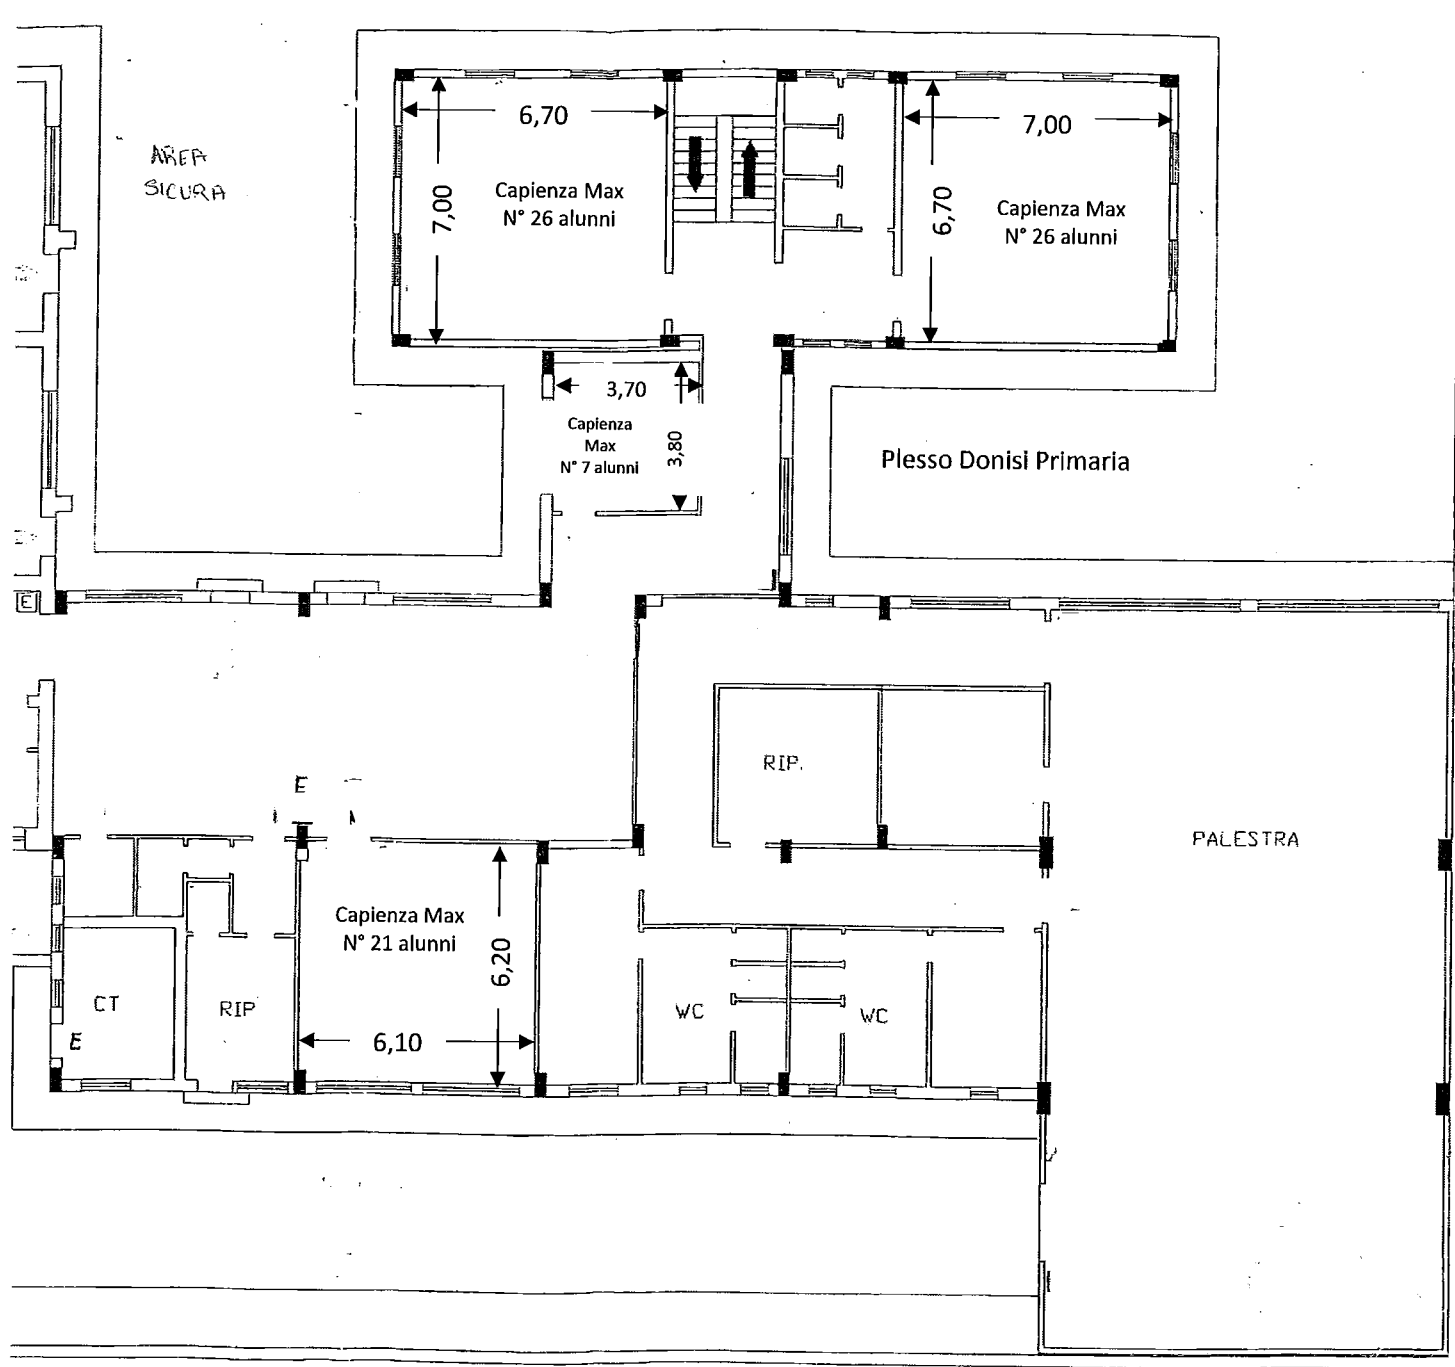 AREA
SICURA
6,70
7,00
Capienza Max
N° 26 alunni
7,00
6,70
Capienza Max
N° 26 alunni
3,70
3,80
Capienza
Max
N° 7 alunni
Plesso Donisi Primaria
E
RIP.
E
PALESTRA
Capienza Max
N° 21 alunni
6,20
6,10
CT
E
RIP
WC
WC